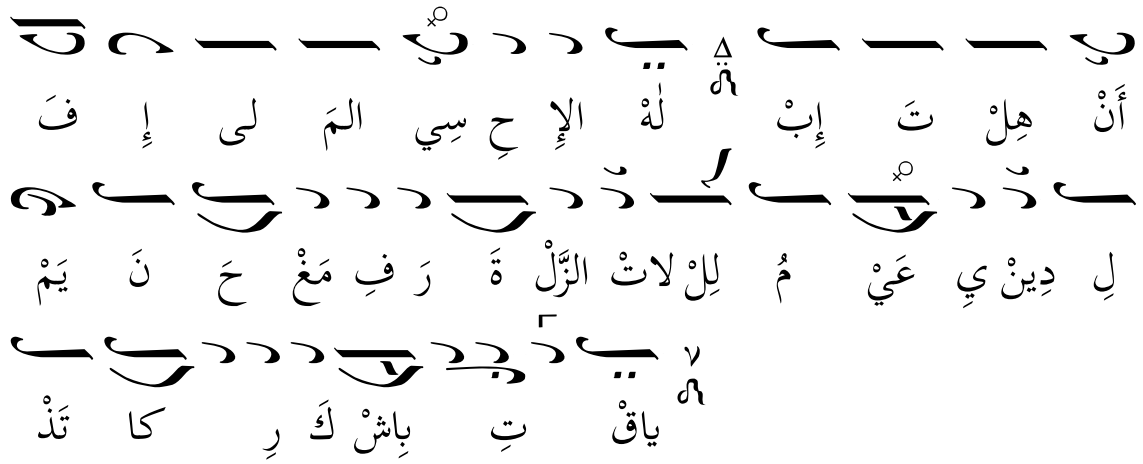 فَ إِ لى المَ سِي حِ الإِ لٰهْ إِبْ تَ هِلْ أَنْ
يَمْ نَ حَ مَغْ فِ رَ ةَ الزَّلْ لاتْ لِلْ مُ عَيْ يِ دِينْ لِ
تَذْ كا رِ كَ بِاشْ تِ ياقْ